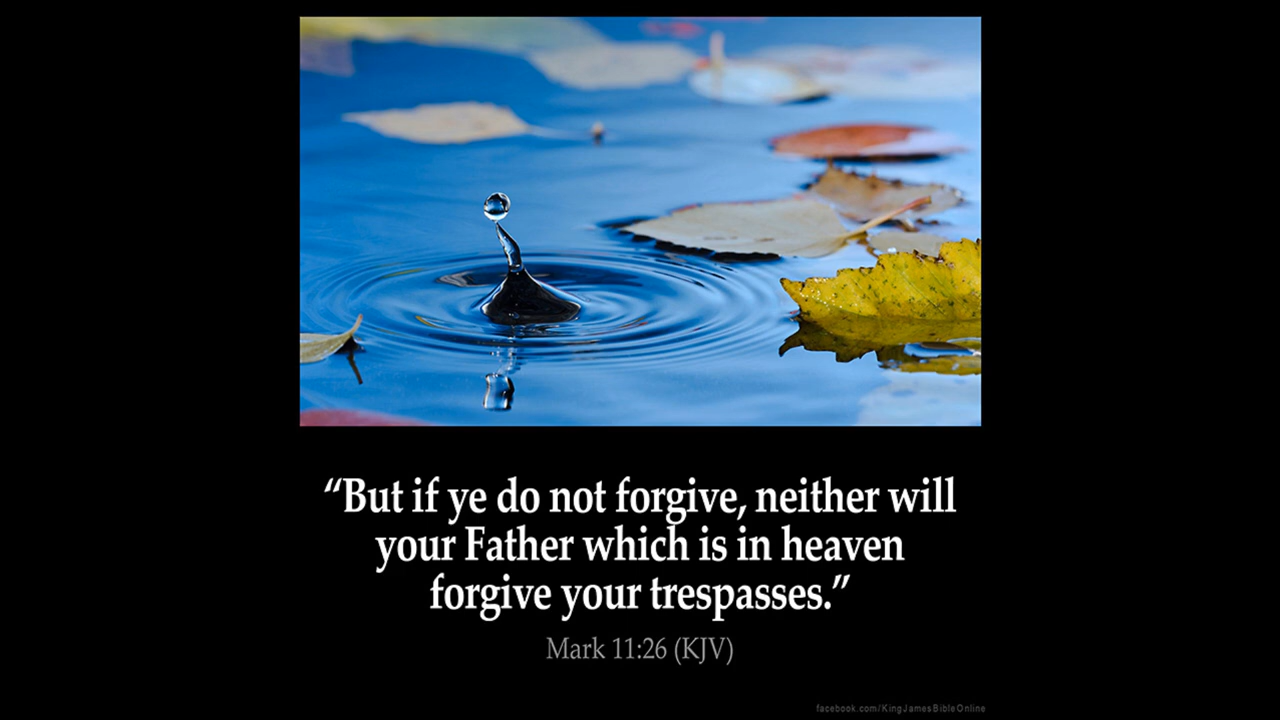 “But if ye do not forgive, neither will
your Father which is in heaven
forgive your trespasses.”
Mark 11:26 (KJV)
facebook.com/KingJamesBibleOnline